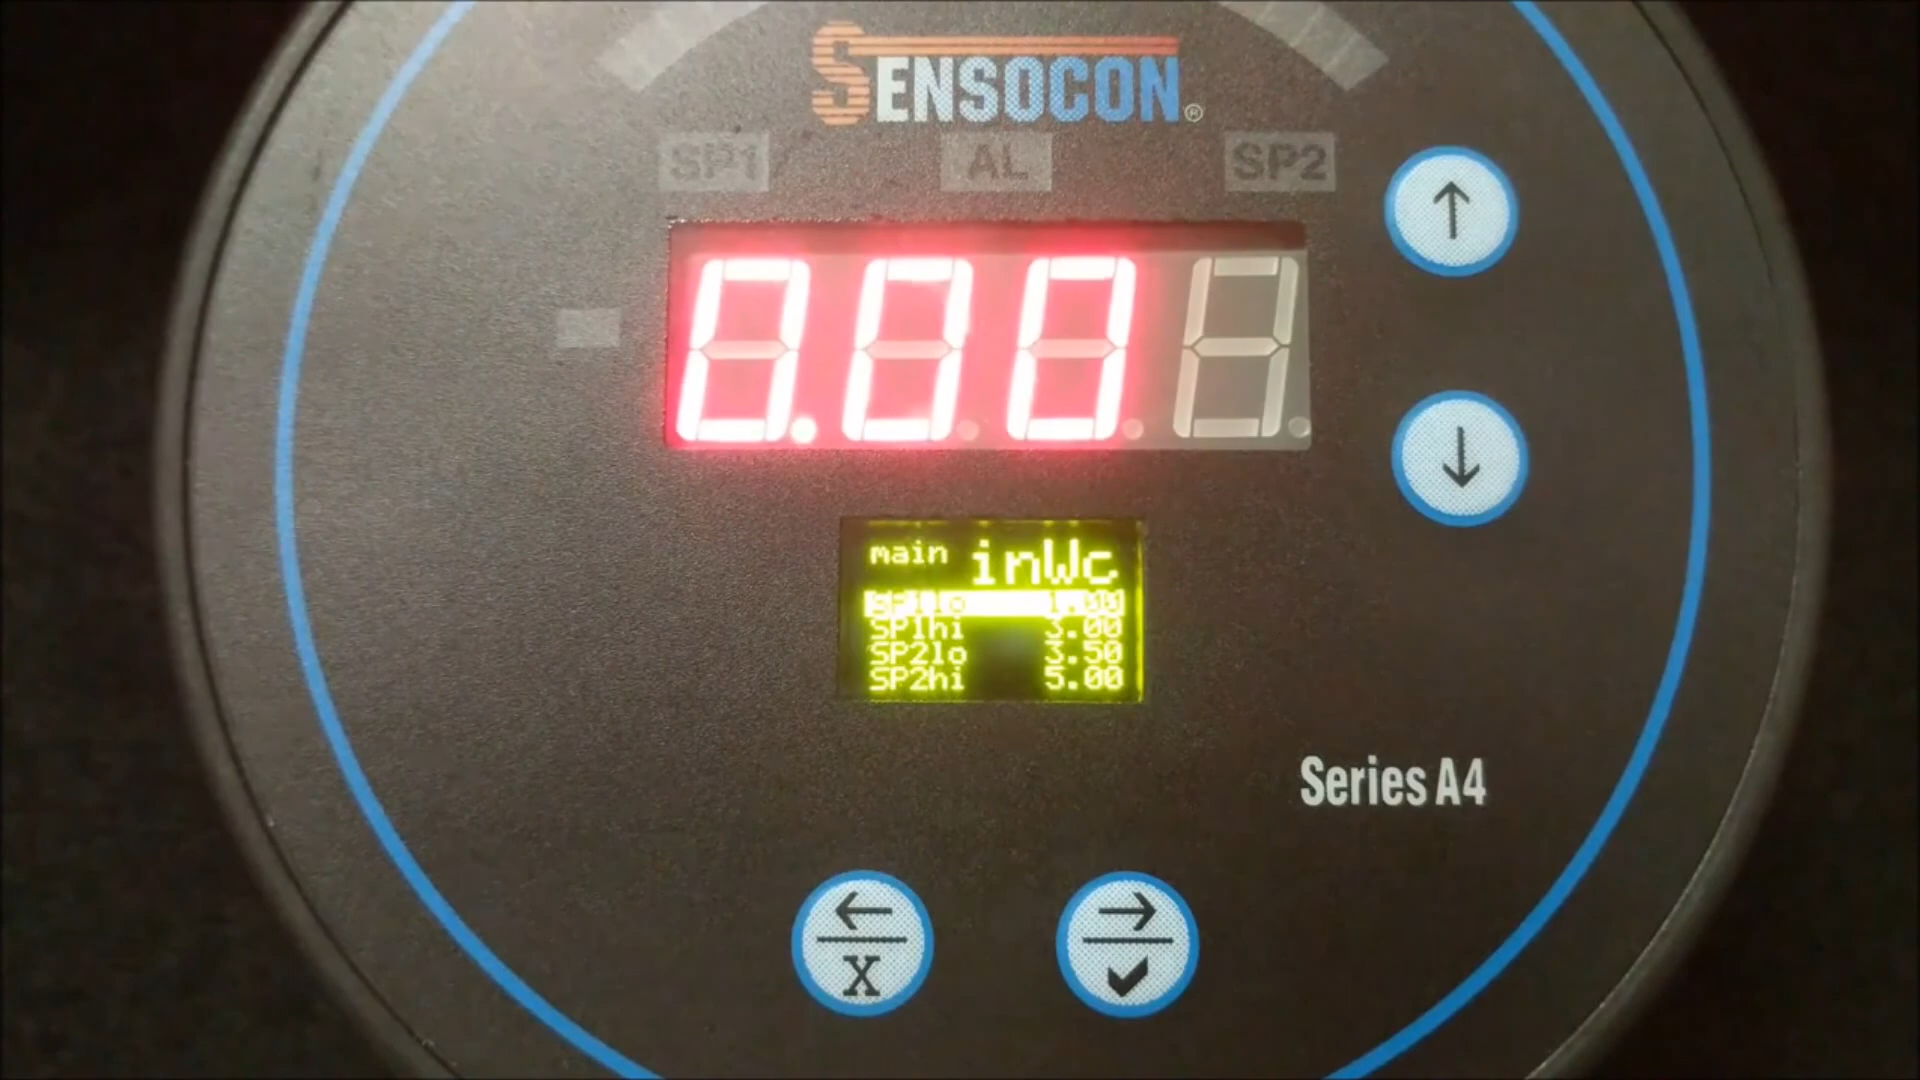 SENSOCON®
SP1 AL SP2
↑
0.00
↓
main inWc
SP1lo 1.00
SP1hi 3.00
SP2lo 3.50
SP2hi 5.00
Series A4
← →
X ✓